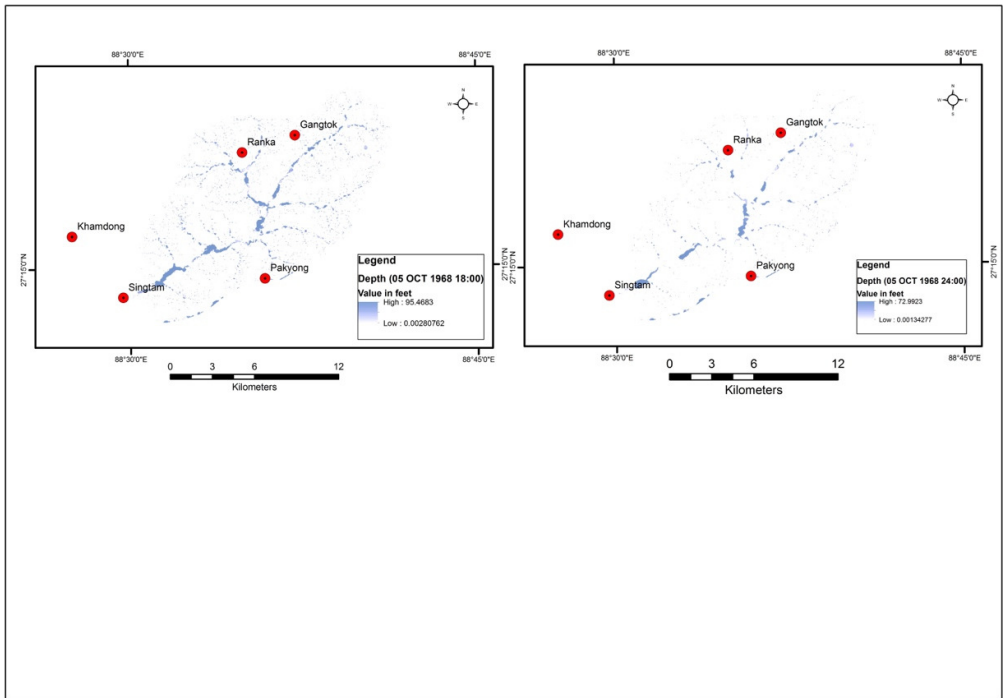 88°30'0"E
88°45'0"E
N
W
E
S
Gangtok
Ranka
Khamdong
Pakyong
Singtam
27°15'0"N
27°15'0"N
Legend
Depth (05 OCT 1968 18:00)
Value in feet
High : 95.4683
Low : 0.00280762
88°30'0"E
88°45'0"E
0 3 6 12
Kilometers
88°30'0"E
88°45'0"E
N
W
E
S
Gangtok
Ranka
Khamdong
Pakyong
Singtam
27°15'0"N
Legend
Depth (05 OCT 1968 24:00)
Value in feet
High : 72.9923
Low : 0.00134277
88°30'0"E
88°45'0"E
0 3 6 12
Kilometers
27°15'0"N